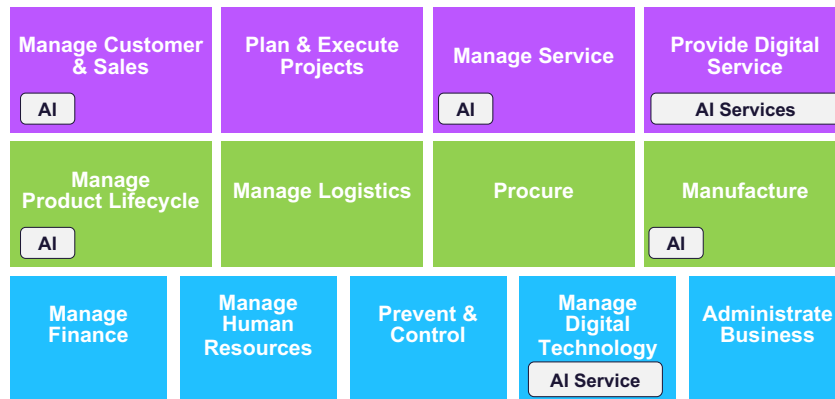 Manage Customer
& Sales
AI
Plan & Execute
Projects
Manage Service
AI
Provide Digital
Service
AI Services
Manage
Product Lifecycle
AI
Manage Logistics
Procure
Manufacture
AI
Manage
Finance
Manage
Human
Resources
Prevent &
Control
Manage
Digital
Technology
AI Service
Administrate
Business